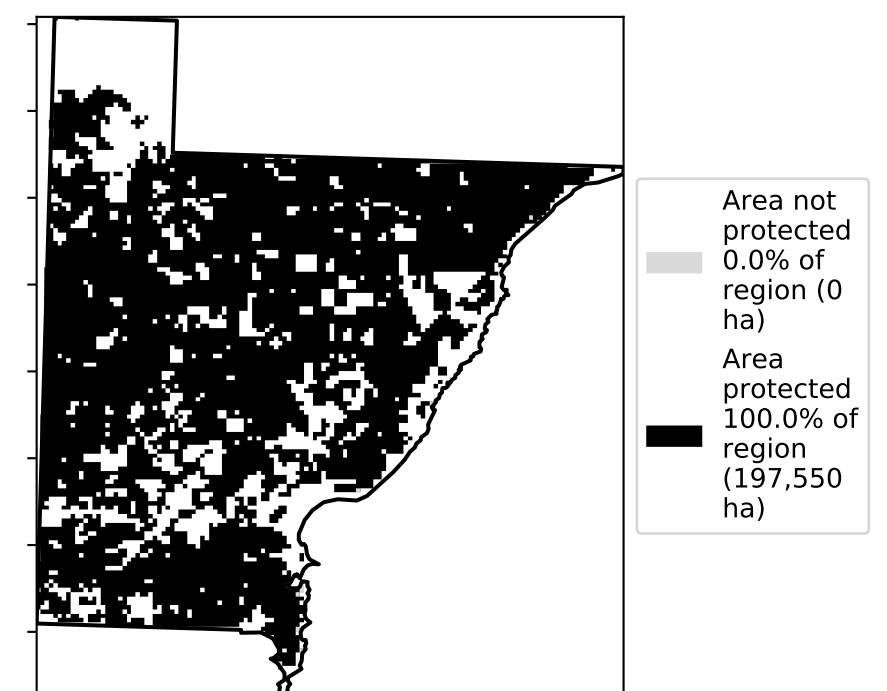 Area not
protected
0.0% of
region (0
ha)
Area
protected
100.0% of
region
(197,550
ha)